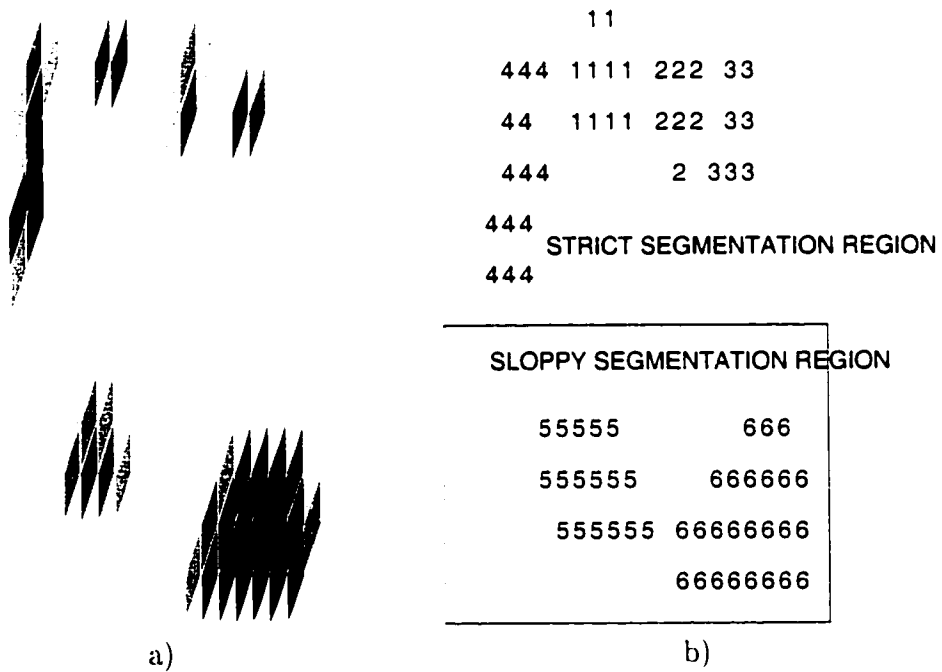 11
444 1111 222 33
44 1111 222 33
444 2 333
444
STRICT SEGMENTATION REGION
444
SLOPPY SEGMENTATION REGION
55555 666
555555 666666
555555 66666666
66666666
a) b)